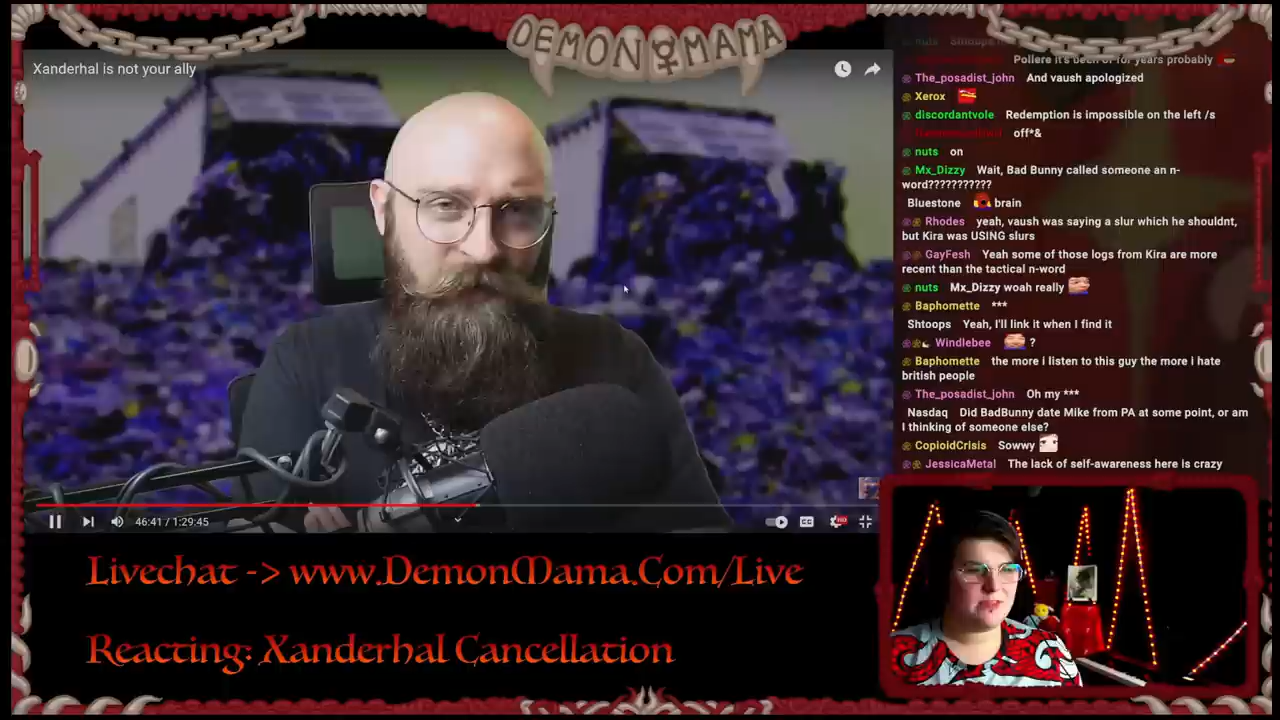 DEMON MAMA
Xanderhal is not your ally
Pollere it's been of for years probably
The_posadist_john And vaush apologized
Xerox
discordantvole Redemption is impossible on the left /s
off*&
nuts on
Mx_Dizzy Wait, Bad Bunny called someone an n-
word???????????
Bluestone brain
Rhodes yeah, vaush was saying a slur which he shouldnt,
but Kira was USING slurs
GayFesh Yeah some of those logs from Kira are more
recent than the tactical n-word
nuts Mx_Dizzy woah really
Baphomette ***
Shtoops Yeah, I'll link it when I find it
Windlebee ?
Baphomette the more i listen to this guy the more i hate
british people
The_posadist_john Oh my ***
Nasdaq Did BadBunny date Mike from PA at some point, or am
I thinking of someone else?
CopioidCrisis Sowwy
JessicaMetal The lack of self-awareness here is crazy
46:41 / 1:29:45
CC
HD
Livechat -> www.DemonMama.Com/Live
Reacting: Xanderhal Cancellation